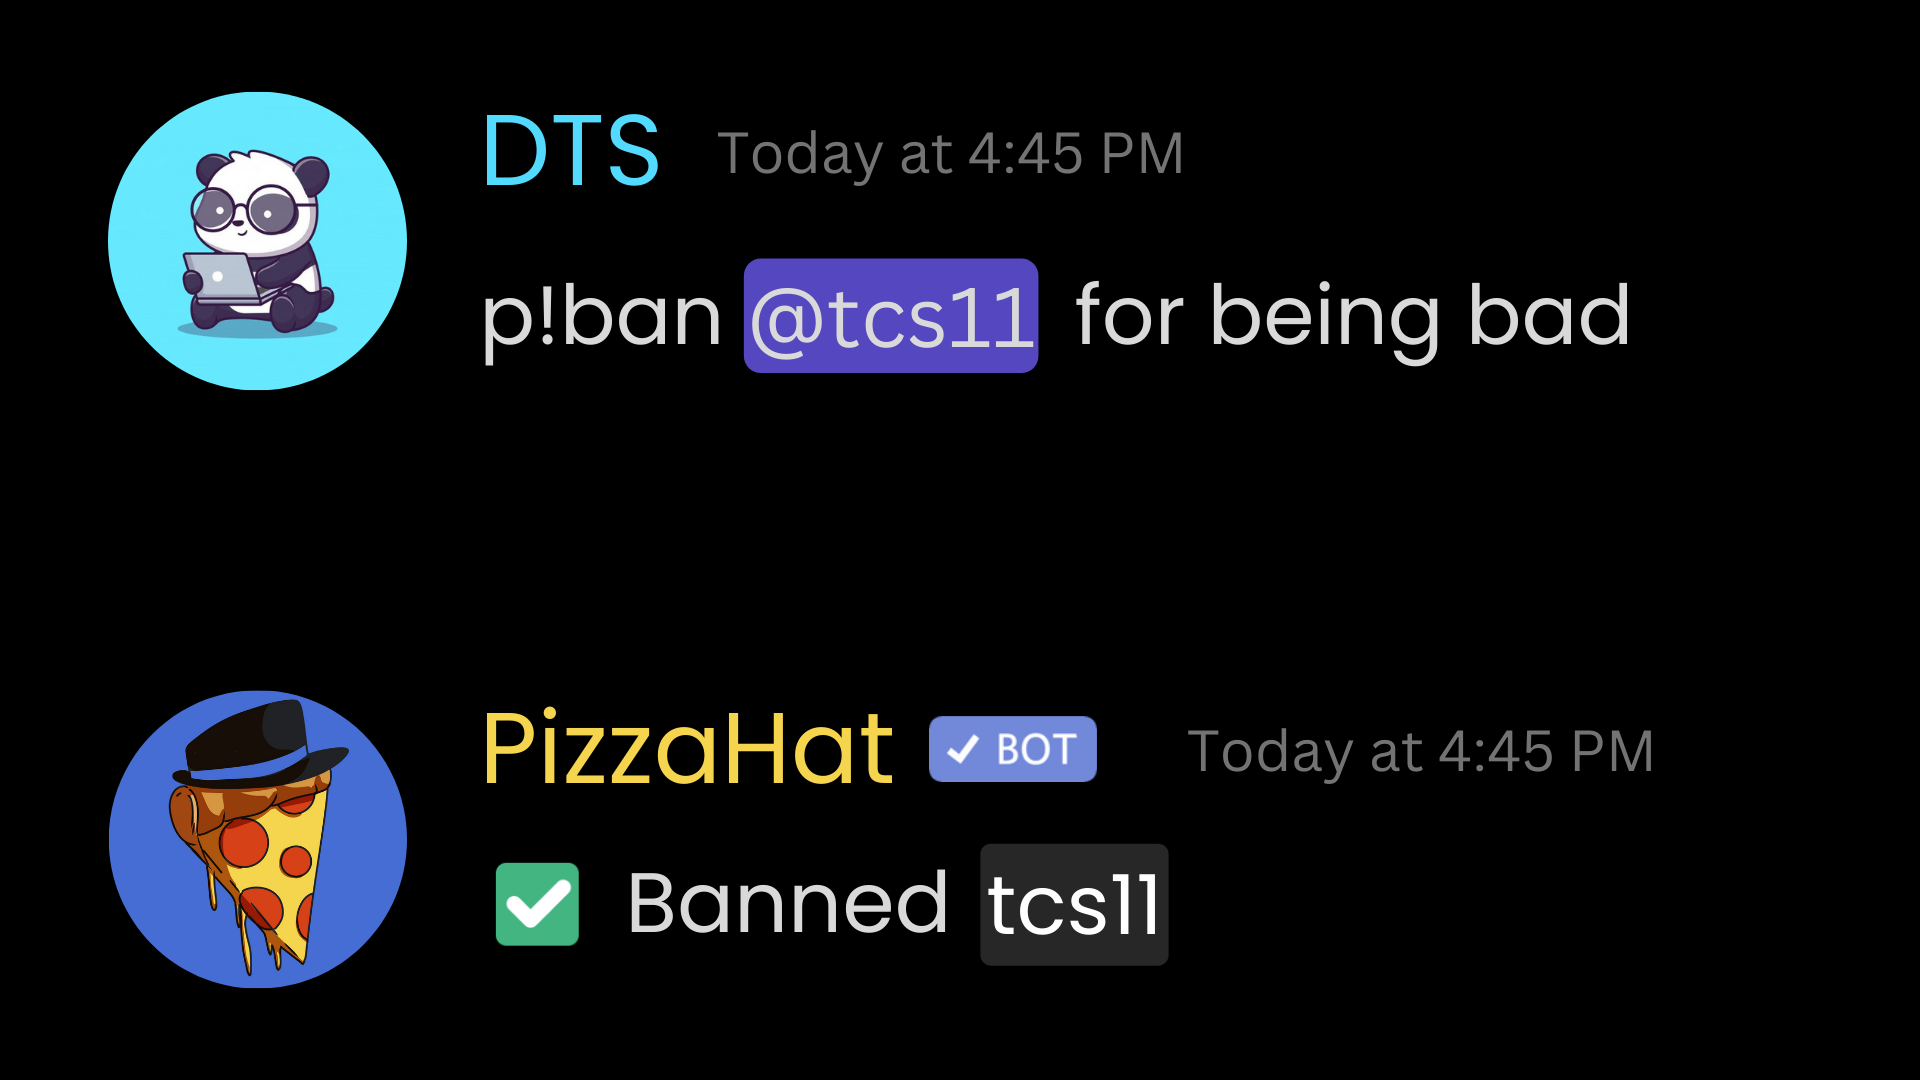 DTS Today at 4:45 PM
p!ban @tcs11 for being bad
PizzaHat ✓ BOT Today at 4:45 PM
✅ Banned tcs11